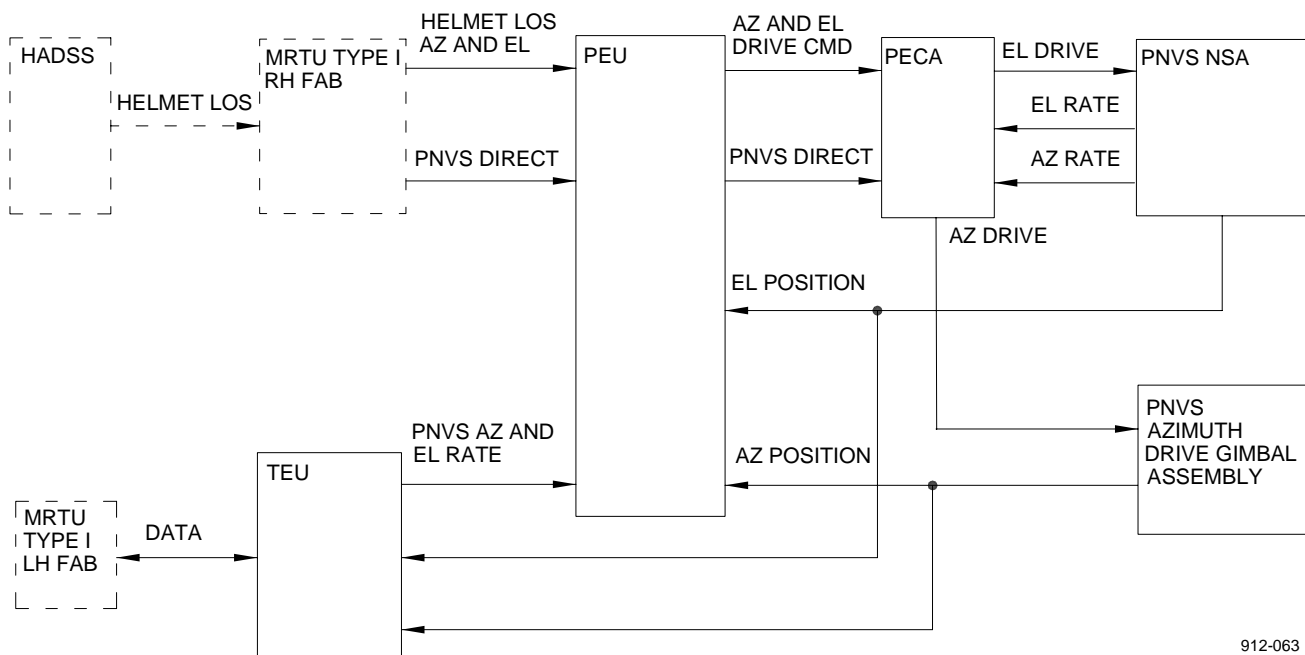 HADSS
HELMET LOS
MRTU TYPE I
RH FAB
HELMET LOS
AZ AND EL
PNVS DIRECT
PEU
AZ AND EL
DRIVE CMD
PNVS DIRECT
PECA
EL DRIVE
EL RATE
AZ RATE
PNVS NSA
AZ DRIVE
EL POSITION
PNVS
AZIMUTH
DRIVE GIMBAL
ASSEMBLY
AZ POSITION
PNVS AZ AND
EL RATE
TEU
MRTU
TYPE I
LH FAB
DATA
912-063